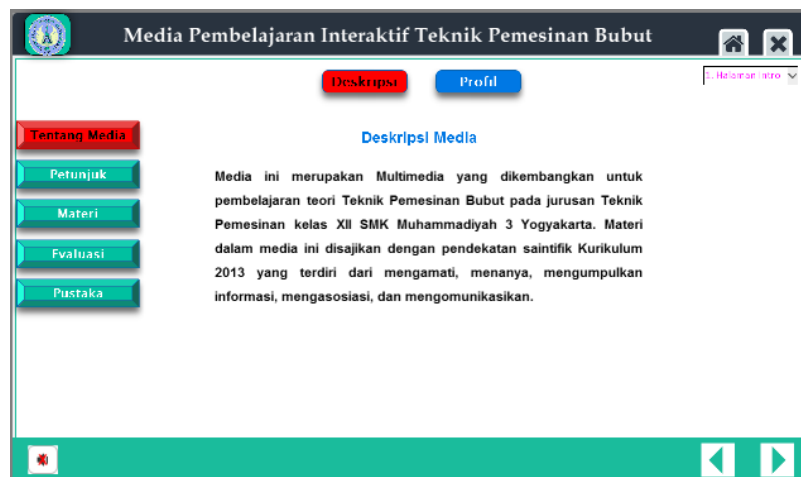 Media Pembelajaran Interaktif Teknik Pemesinan Bubut
Deskripsi
Profil
1. Halaman Intro
Tentang Media
Petunjuk
Materi
Evaluasi
Pustaka
Deskripsi Media
Media ini merupakan Multimedia yang dikembangkan untuk
pembelajaran teori Teknik Pemesinan Bubut pada jurusan Teknik
Pemesinan kelas XII SMK Muhammadiyah 3 Yogyakarta. Materi
dalam media ini disajikan dengan pendekatan saintifik Kurikulum
2013 yang terdiri dari mengamati, menanya, mengumpulkan
informasi, mengasosiasi, dan mengomunikasikan.